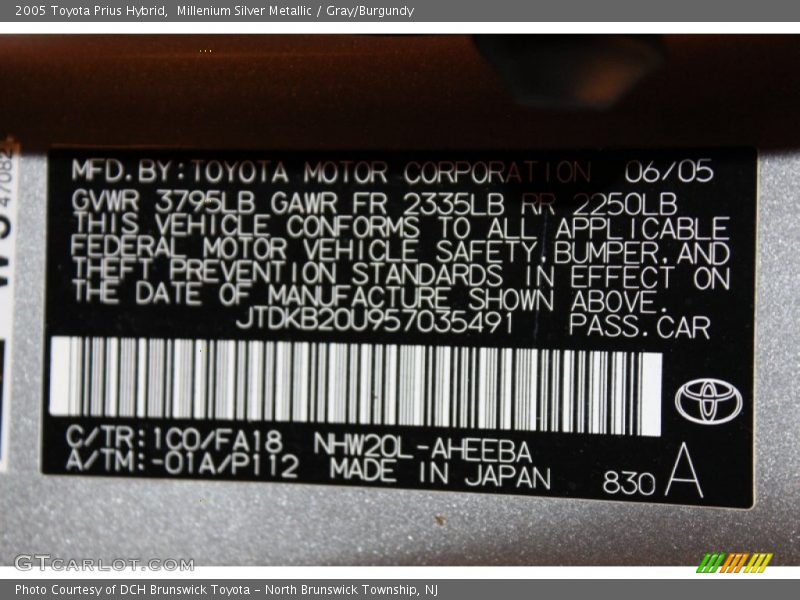 2005 Toyota Prius Hybrid, Millenium Silver Metallic / Gray/Burgundy
47082
MFD.BY:TOYOTA MOTOR CORPORATION 06/05
GVWR 3795LB GAWR FR 2335LB RR 2250LB
THIS VEHICLE CONFORMS TO ALL APPLICABLE
FEDERAL MOTOR VEHICLE SAFETY,BUMPER,AND
THEFT PREVENTION STANDARDS IN EFFECT ON
THE DATE OF MANUFACTURE SHOWN ABOVE.
JTDKB20U957035491 PASS.CAR
C/TR:1C0/FA18 NHW20L-AHEEBA
A/TM:-01A/P112 MADE IN JAPAN 830 A
GTCARLOT.COM
Photo Courtesy of DCH Brunswick Toyota – North Brunswick Township, NJ